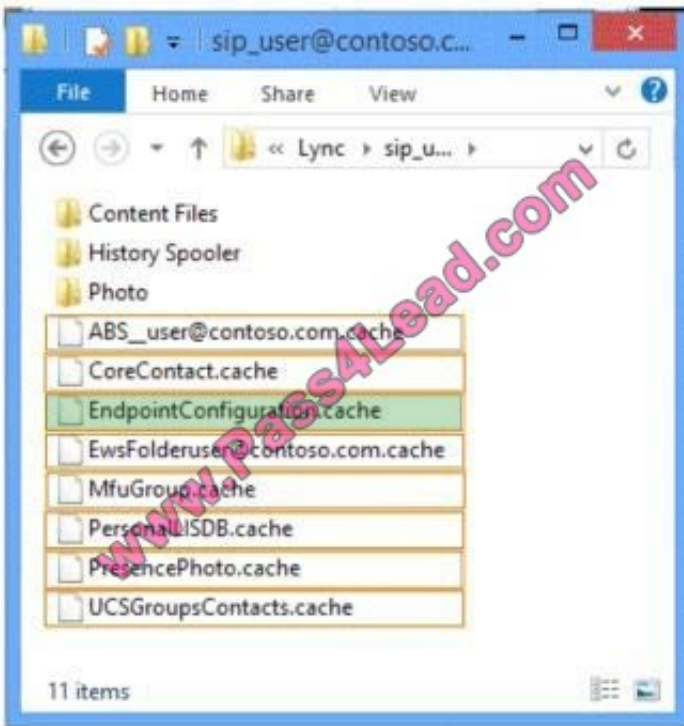 sip_user@contoso.c...
File Home Share View
« Lync › sip_u... ›
Content Files
History Spooler
Photo
ABS__user@contoso.com.cache
CoreContact.cache
EndpointConfiguration.cache
EwsFolderuser@contoso.com.cache
MfuGroup.cache
PersonalLISDB.cache
PresencePhoto.cache
UCSGroupsContacts.cache
www.Pass4Lead.com
11 items